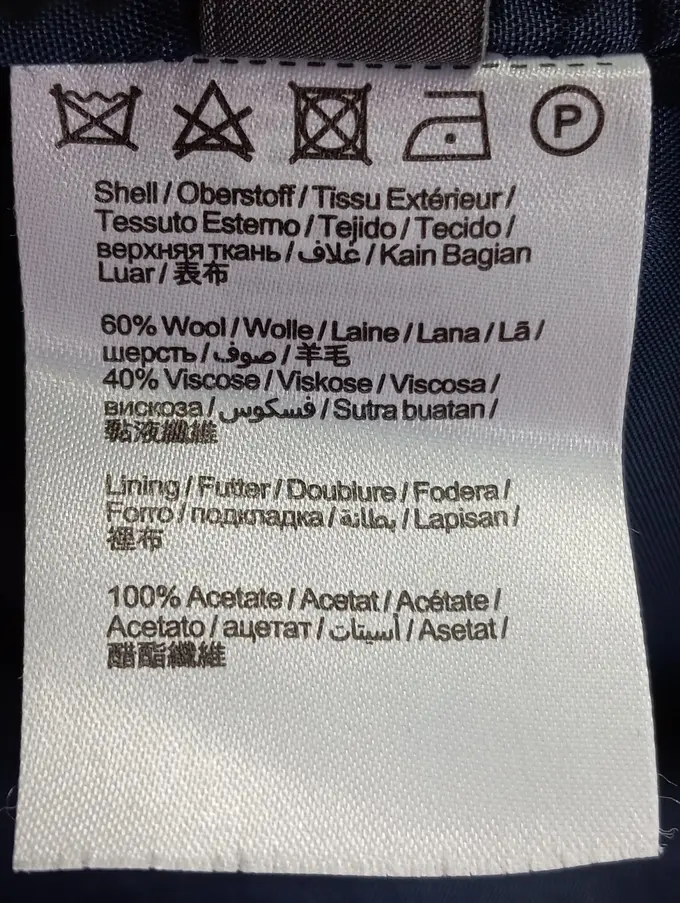 P
Shell / Oberstoff / Tissu Extérieur /
Tessuto Esterno / Tejido / Tecido /
верхняя ткань / غلاف / Kain Bagian
Luar / 表布
60% Wool / Wolle / Laine / Lana / Lã /
шерсть / صوف / 羊毛
40% Viscose / Viskose / Viscosa /
вискоза / فسكوس / Sutra buatan /
黏液纖維
Lining / Futter / Doublure / Fodera /
Forro / подкладка / بطانة / Lapisan /
裡布
100% Acetate / Acetat / Acétate /
Acetato / ацетат / أسيتات / Asetat /
醋酯纖維